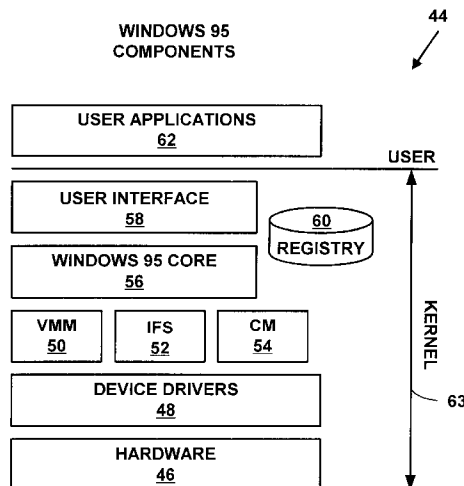 WINDOWS 95
COMPONENTS
44
USER APPLICATIONS
62
USER
USER INTERFACE
58
60
REGISTRY
WINDOWS 95 CORE
56
VMM
50
IFS
52
CM
54
KERNEL
DEVICE DRIVERS
48
63
HARDWARE
46